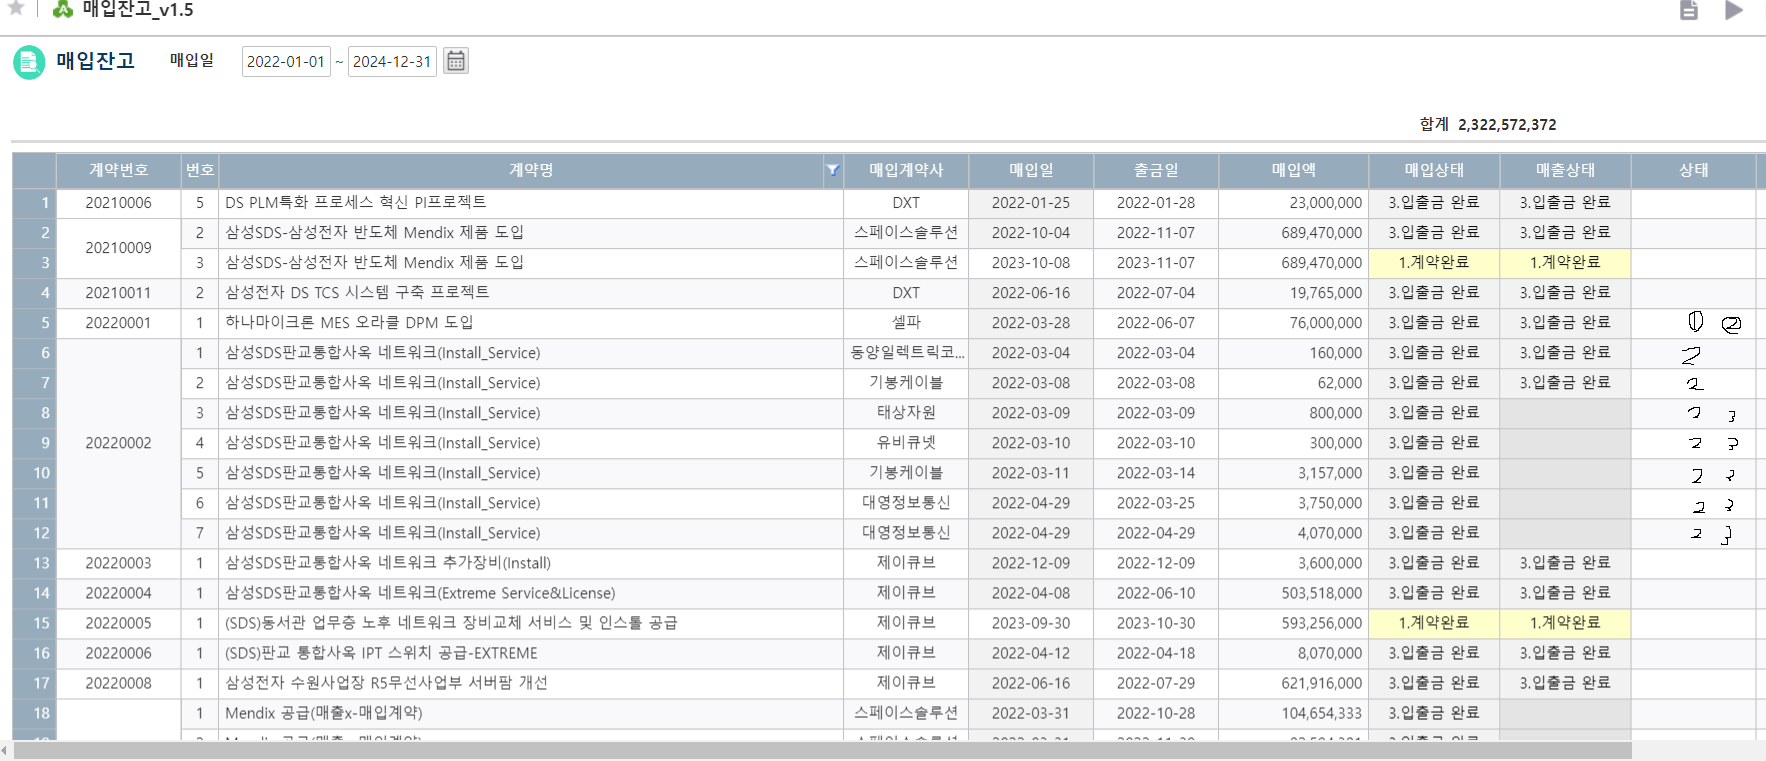 매입잔고_v1.5
매입잔고 매입일 2022-01-01 ~ 2024-12-31
합계 2,322,572,372
계약번호 번호 계약명 매입계약사 매입일 출금일 매입액 매입상태 매출상태 상태
1 20210006 5 DS PLM특화 프로세스 혁신 PI프로젝트 DXT 2022-01-25 2022-01-28 23,000,000 3.입출금 완료 3.입출금 완료
2 20210009 2 삼성SDS-삼성전자 반도체 Mendix 제품 도입 스페이스솔루션 2022-10-04 2022-11-07 689,470,000 3.입출금 완료 3.입출금 완료
3 3 삼성SDS-삼성전자 반도체 Mendix 제품 도입 스페이스솔루션 2023-10-08 2023-11-07 689,470,000 1.계약완료 1.계약완료
4 20210011 2 삼성전자 DS TCS 시스템 구축 프로젝트 DXT 2022-06-16 2022-07-04 19,765,000 3.입출금 완료 3.입출금 완료
5 20220001 1 하나마이크론 MES 오라클 DPM 도입 셀파 2022-03-28 2022-06-07 76,000,000 3.입출금 완료 3.입출금 완료 ① ②
6 20220002 1 삼성SDS판교통합사옥 네트워크(Install_Service) 동양일렉트릭코... 2022-03-04 2022-03-04 160,000 3.입출금 완료 3.입출금 완료 2
7 2 삼성SDS판교통합사옥 네트워크(Install_Service) 기봉케이블 2022-03-08 2022-03-08 62,000 3.입출금 완료 3.입출금 완료 2
8 3 삼성SDS판교통합사옥 네트워크(Install_Service) 태상자원 2022-03-09 2022-03-09 800,000 3.입출금 완료 2 3
9 4 삼성SDS판교통합사옥 네트워크(Install_Service) 유비큐넷 2022-03-10 2022-03-10 300,000 3.입출금 완료 2 3
10 5 삼성SDS판교통합사옥 네트워크(Install_Service) 기봉케이블 2022-03-11 2022-03-14 3,157,000 3.입출금 완료 2 3
11 6 삼성SDS판교통합사옥 네트워크(Install_Service) 대영정보통신 2022-04-29 2022-03-25 3,750,000 3.입출금 완료 2 3
12 7 삼성SDS판교통합사옥 네트워크(Install_Service) 대영정보통신 2022-04-29 2022-04-29 4,070,000 3.입출금 완료 2 3
13 20220003 1 삼성SDS판교통합사옥 네트워크 추가장비(Install) 제이큐브 2022-12-09 2022-12-09 3,600,000 3.입출금 완료 3.입출금 완료
14 20220004 1 삼성SDS판교통합사옥 네트워크(Extreme Service&License) 제이큐브 2022-04-08 2022-06-10 503,518,000 3.입출금 완료 3.입출금 완료
15 20220005 1 (SDS)동서관 업무층 노후 네트워크 장비교체 서비스 및 인스톨 공급 제이큐브 2023-09-30 2023-10-30 593,256,000 1.계약완료 1.계약완료
16 20220006 1 (SDS)판교 통합사옥 IPT 스위치 공급-EXTREME 제이큐브 2022-04-12 2022-04-18 8,070,000 3.입출금 완료 3.입출금 완료
17 20220008 1 삼성전자 수원사업장 R5무선사업부 서버팜 개선 제이큐브 2022-06-16 2022-07-29 621,916,000 3.입출금 완료 3.입출금 완료
18 1 Mendix 공급(매출x-매입계약) 스페이스솔루션 2022-03-31 2022-10-28 104,654,333 3.입출금 완료